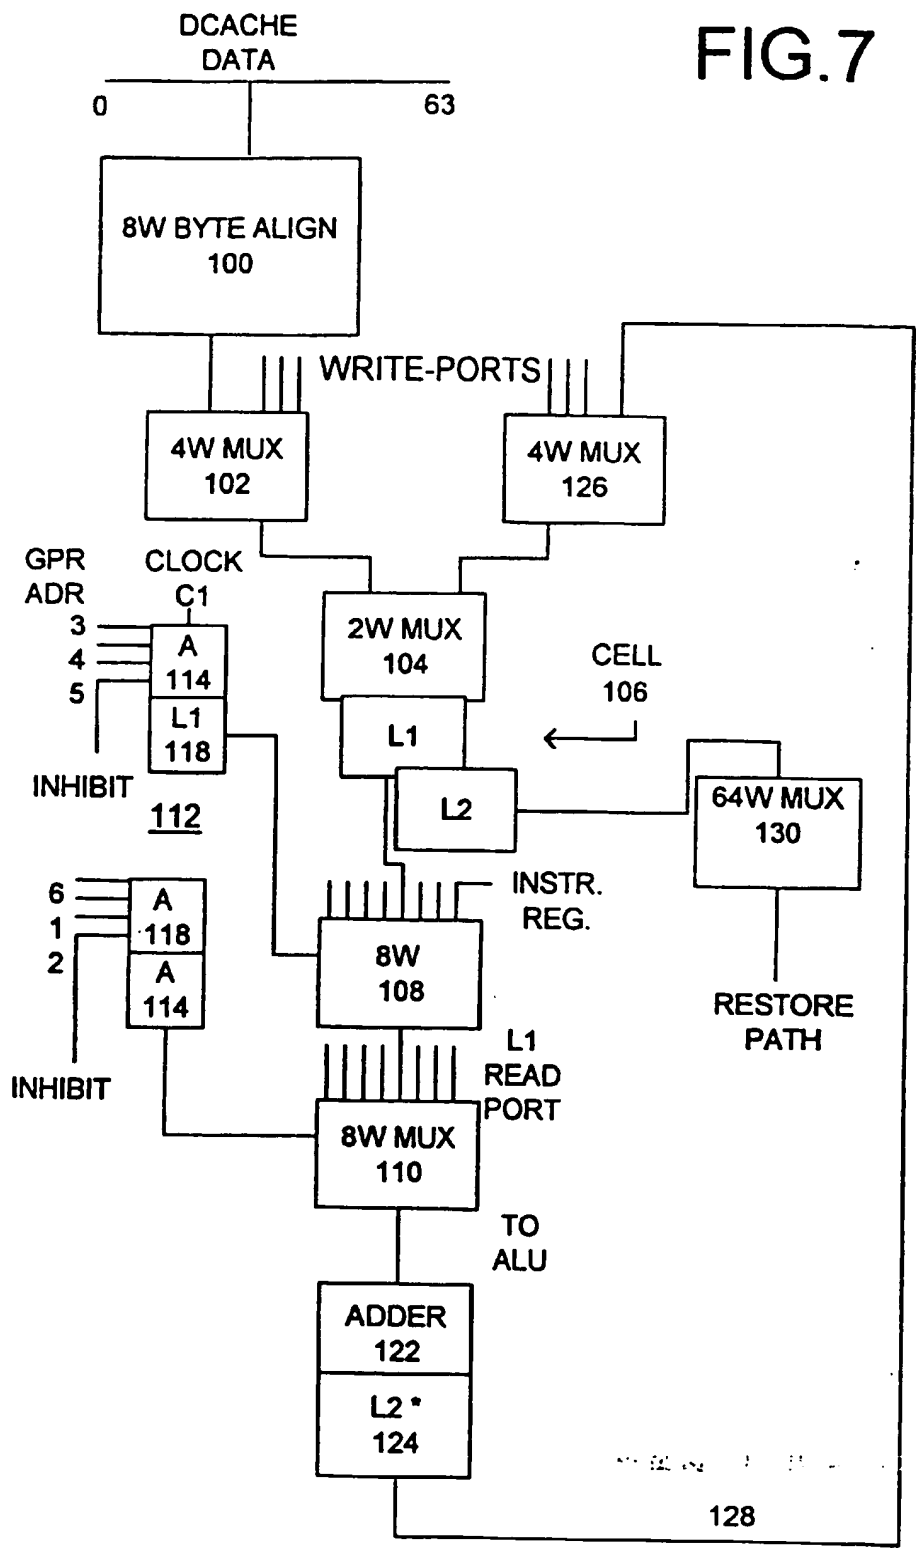 DCACHE
DATA
FIG.7
0
63
8W BYTE ALIGN
100
WRITE-PORTS
4W MUX
102
4W MUX
126
GPR
ADR
CLOCK
C1
3
4
5
A
114
L1
118
INHIBIT
112
2W MUX
104
L1
L2
CELL
106
64W MUX
130
RESTORE
PATH
6
1
2
A
118
A
114
INHIBIT
INSTR.
REG.
8W
108
L1
READ
PORT
8W MUX
110
TO
ALU
ADDER
122
L2 *
124
128